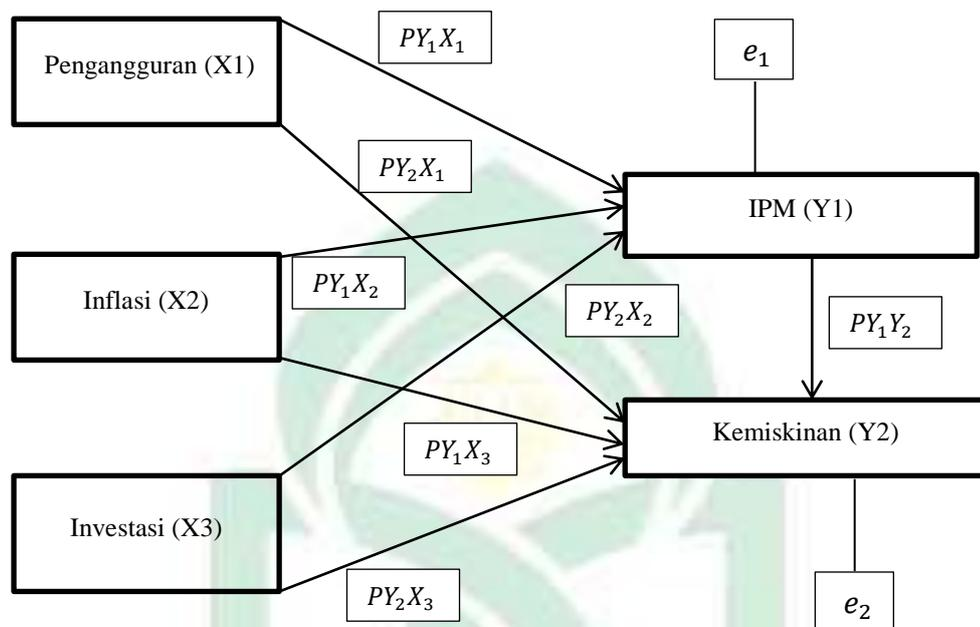 PY₁X₁
e₁
Pengangguran (X1)
PY₂X₁
IPM (Y1)
PY₁X₂
Inflasi (X2)
PY₂X₂
PY₁Y₂
Kemiskinan (Y2)
PY₁X₃
Investasi (X3)
PY₂X₃
e₂